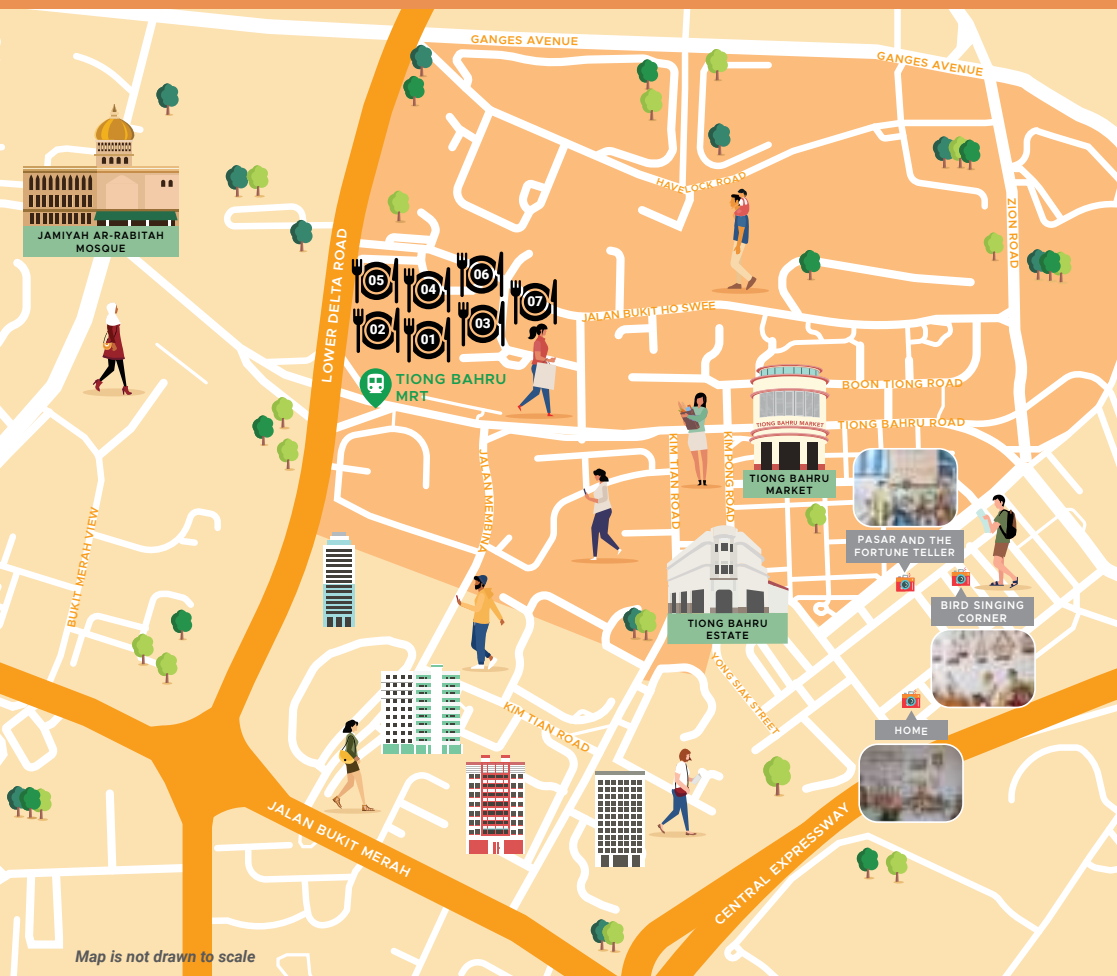 GANGES AVENUE
GANGES AVENUE
JAMIYAH AR-RABITAH
MOSQUE
HAVELOCK ROAD
ZION ROAD
LOWER DELTA ROAD
05
04
06
07
02
01
03
JALAN BUKIT HO SWEE
TIONG BAHRU
MRT
BOON TIONG ROAD
TIONG BAHRU ROAD
TIONG BAHRU MARKET
TIONG BAHRU
MARKET
KIM TIAN ROAD
KIM PONG ROAD
JALAN MEMBINA
BUKIT MERAH VIEW
PASAR AND THE
FORTUNE TELLER
BIRD SINGING
CORNER
TIONG BAHRU
ESTATE
YONG SIAK STREET
KIM TIAN ROAD
HOME
JALAN BUKIT MERAH
CENTRAL EXPRESSWAY
Map is not drawn to scale